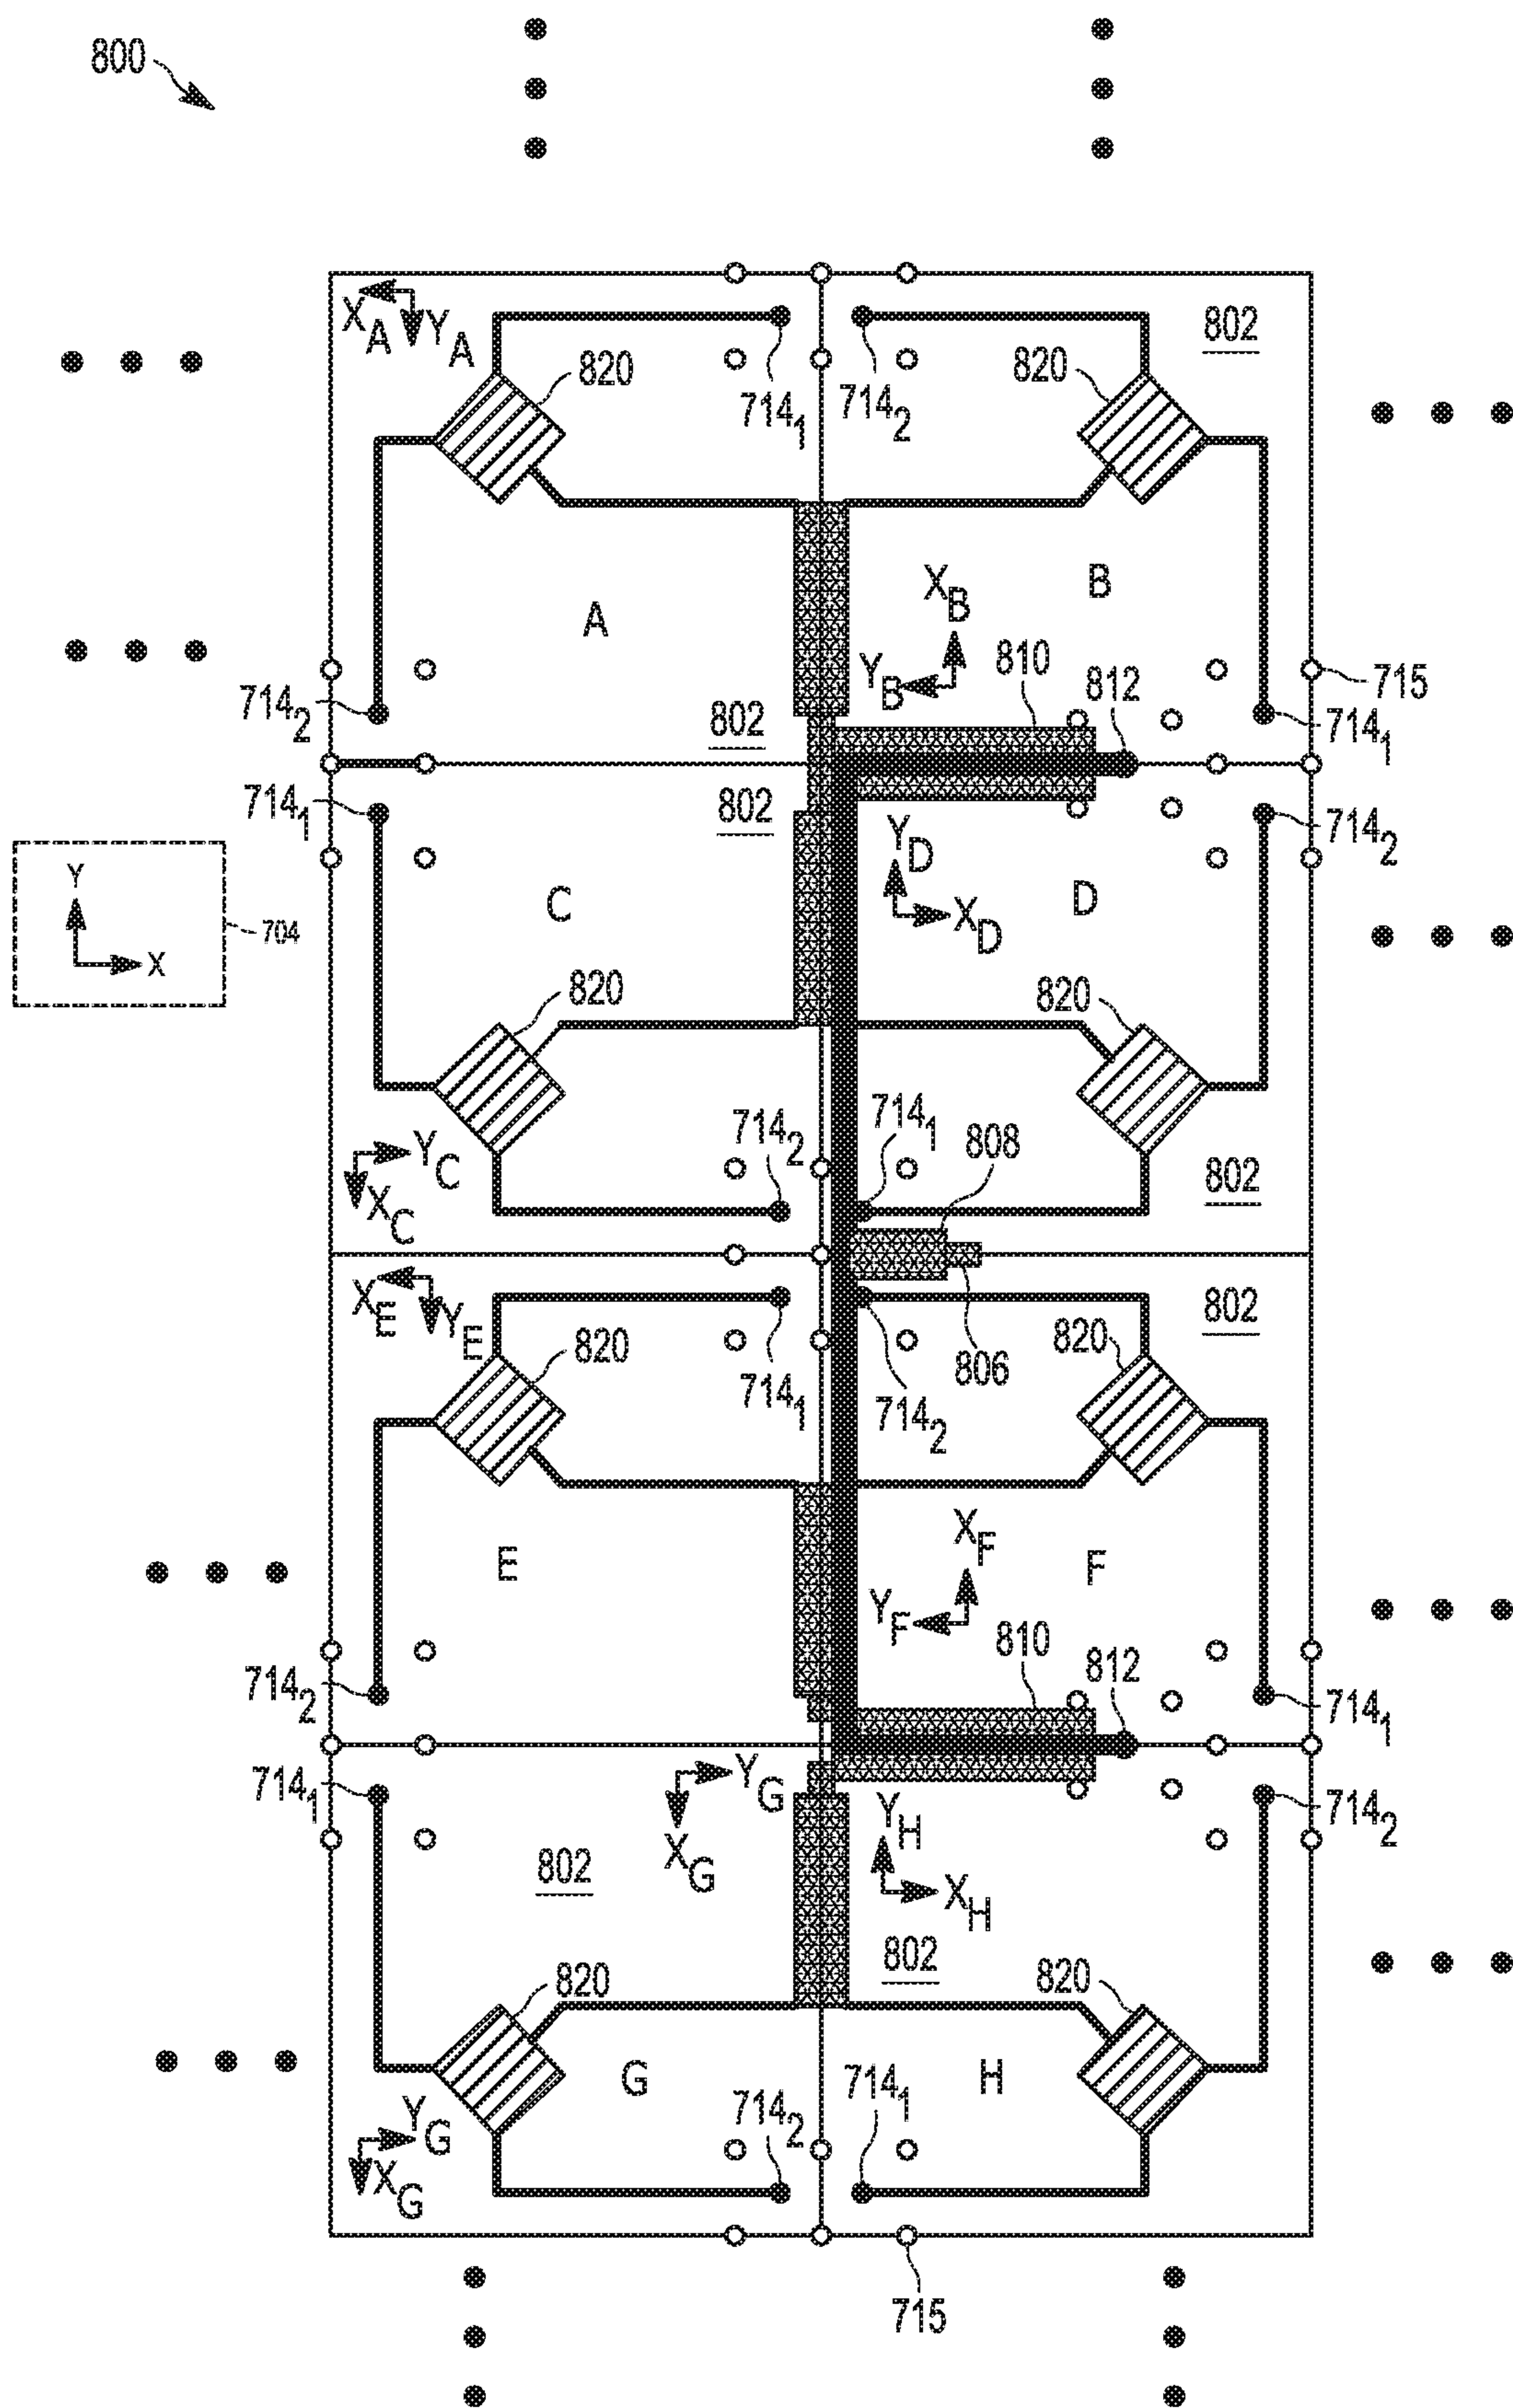 800
X_A Y_A
802
820
820
714_1
714_2
A
B
X_B
Y_B
810
812
715
714_2
802
714_1
714_1
802
714_2
Y
X
704
C
Y_D
X_D
D
820
820
Y_C
X_C
714_2
714_1
808
802
X_E
Y_E
820
714_1
714_2
806
820
802
E
X_F
Y_F
F
810
812
714_2
714_1
714_1
Y_G
X_G
Y_H
X_H
714_2
802
802
820
820
G
H
714_2
714_1
Y_G
X_G
715